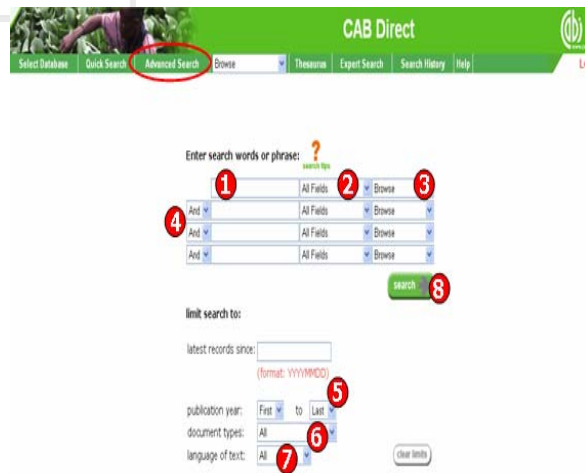 CAB Direct
Select Database Quick Search Advanced Search Browse Thesaurus Expert Search Search History Help
Enter search words or phrase: ?
search tips
1 All Fields 2 Browse 3
4 And All Fields Browse
And All Fields Browse
And All Fields Browse
search 8
limit search to:
latest records since:
(format: YYYYMMDD)
5
publication year: First to Last
document types: All 6
language of text: All 7 clear limits